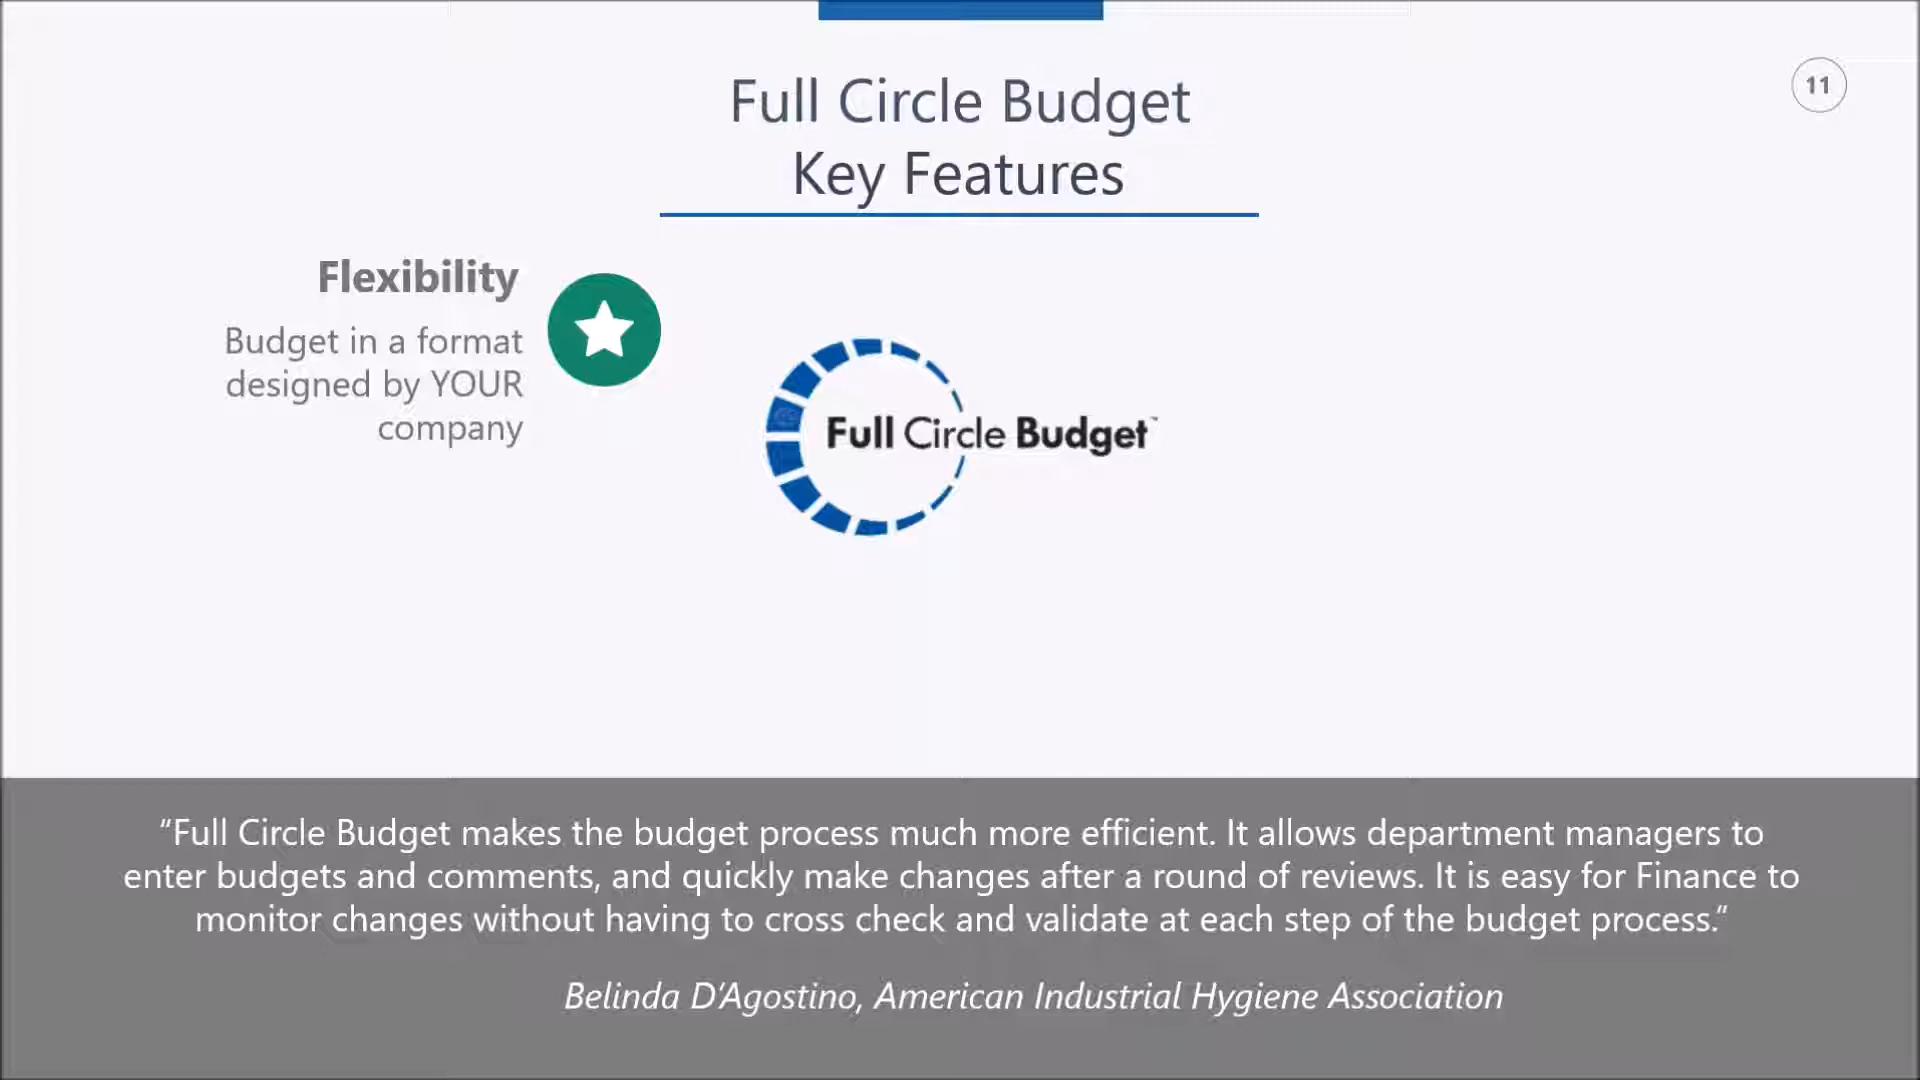 Full Circle Budget
Key Features
11
Flexibility
Budget in a format
designed by YOUR
company
Full Circle Budget™
“Full Circle Budget makes the budget process much more efficient. It allows department managers to
enter budgets and comments, and quickly make changes after a round of reviews. It is easy for Finance to
monitor changes without having to cross check and validate at each step of the budget process.”
Belinda D’Agostino, American Industrial Hygiene Association